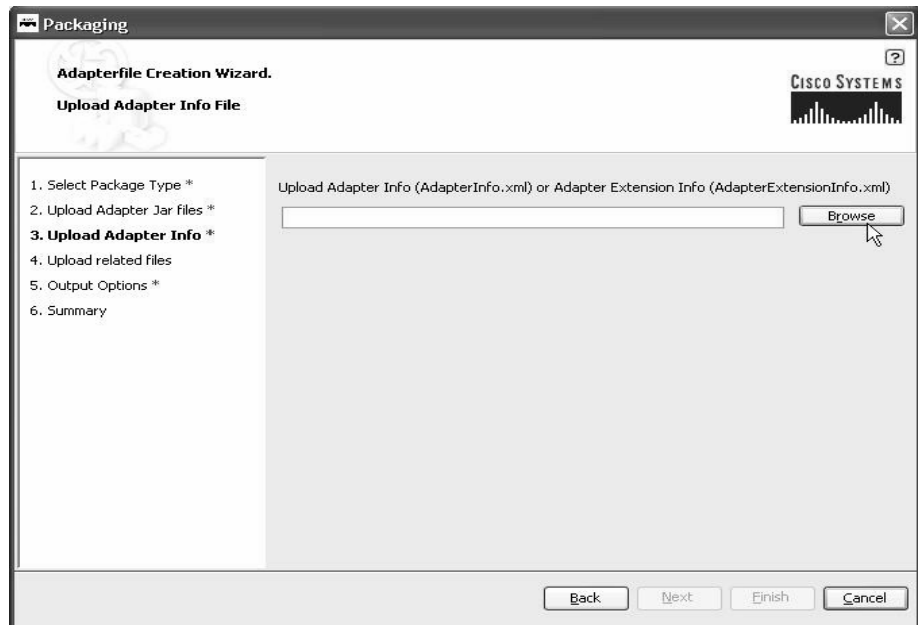 Packaging
Adapterfile Creation Wizard.
Upload Adapter Info File
?
CISCO SYSTEMS
1. Select Package Type *
2. Upload Adapter Jar files *
3. Upload Adapter Info *
4. Upload related files
5. Output Options *
6. Summary
Upload Adapter Info (AdapterInfo.xml) or Adapter Extension Info (AdapterExtensionInfo.xml)
Browse
Back Next Finish Cancel